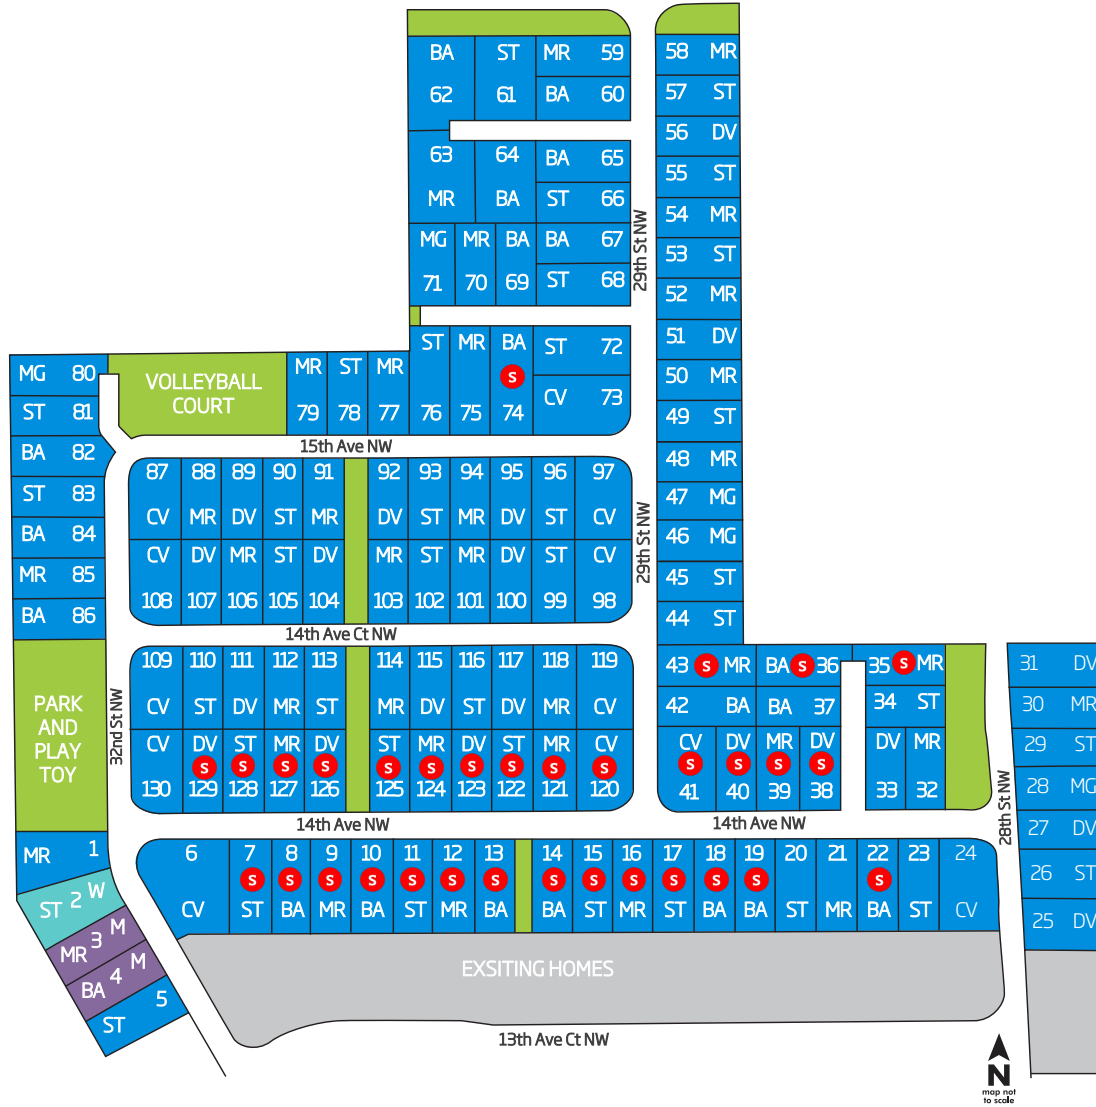 BA ST MR 59
62 61 BA 60
63 64 BA 65
MR BA ST 66
MG MR BA BA 67
71 70 69 ST 68
58 MR
57 ST
56 DV
55 ST
54 MR
53 ST
52 MR
51 DV
50 MR
49 ST
48 MR
47 MG
46 MG
45 ST
44 ST
29th St NW
29th St NW
ST MR BA ST 72
S
76 75 74 CV 73
MR ST MR
79 78 77
VOLLEYBALL
COURT
MG 80
ST 81
BA 82
ST 83
BA 84
MR 85
BA 86
15th Ave NW
87 88 89 90 91 92 93 94 95 96 97
CV MR DV ST MR DV ST MR DV ST CV
CV DV MR ST DV MR ST MR DV ST CV
108 107 106 105 104 103 102 101 100 99 98
14th Ave Ct NW
109 110 111 112 113 114 115 116 117 118 119
CV ST DV MR ST MR DV ST DV MR CV
CV DV ST MR DV ST MR DV ST MR CV
S S S S S S S S S S
130 129 128 127 126 125 124 123 122 121 120
14th Ave NW
PARK
AND
PLAY
TOY
32nd St NW
43 S MR BA S 36 35 S MR
42 BA BA 37 34 ST
CV DV MR DV DV MR
S S S S
41 40 39 38 33 32
14th Ave NW
28th St NW
31 DV
30 MR
29 ST
28 MG
27 DV
26 ST
25 DV
MR 1
ST 2 W
MR 3 M
BA 4 M
ST 5
6 7 8 9 10 11 12 13 14 15 16 17 18 19 20 21 22 23 24
S S S S S S S S S S S S S S
CV ST BA MR BA ST MR BA BA ST MR ST BA BA ST MR BA ST CV
EXSITING HOMES
13th Ave Ct NW
N
map not
to scale